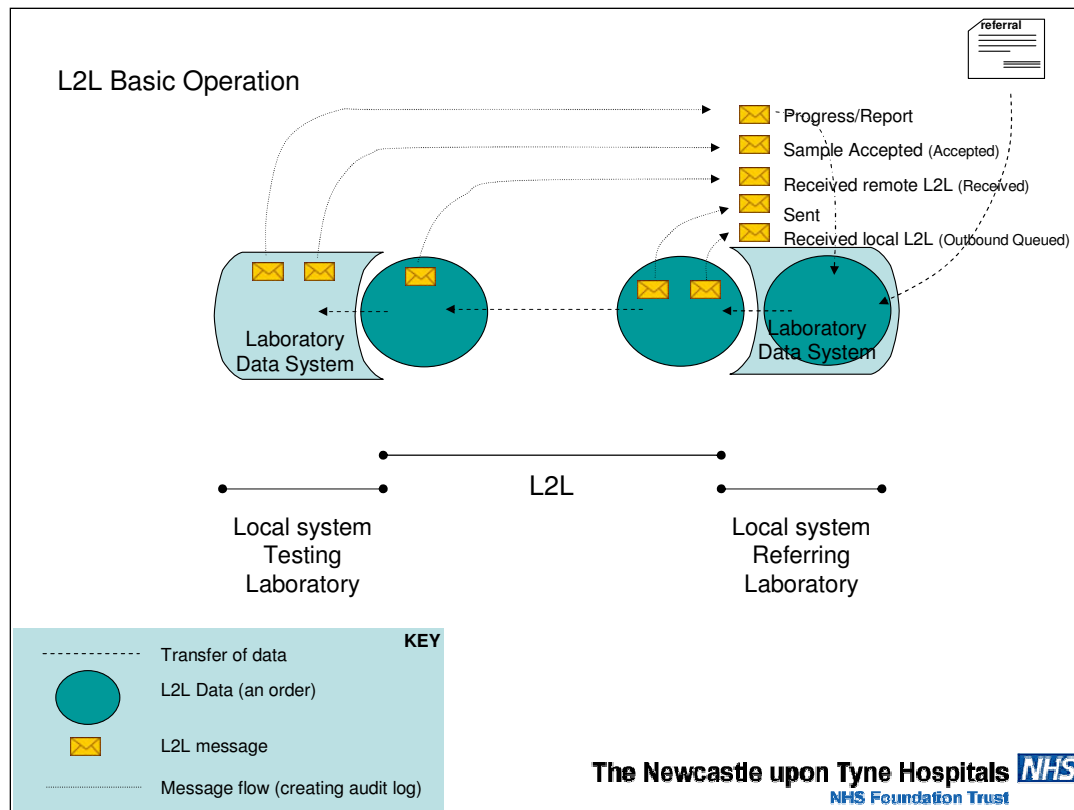 referral
L2L Basic Operation
Progress/Report
Sample Accepted (Accepted)
Received remote L2L (Received)
Sent
Received local L2L (Outbound Queued)
Laboratory
Data System
Laboratory
Data System
L2L
Local system
Testing
Laboratory
Local system
Referring
Laboratory
KEY
Transfer of data
L2L Data (an order)
L2L message
Message flow (creating audit log)
The Newcastle upon Tyne Hospitals NHS
NHS Foundation Trust